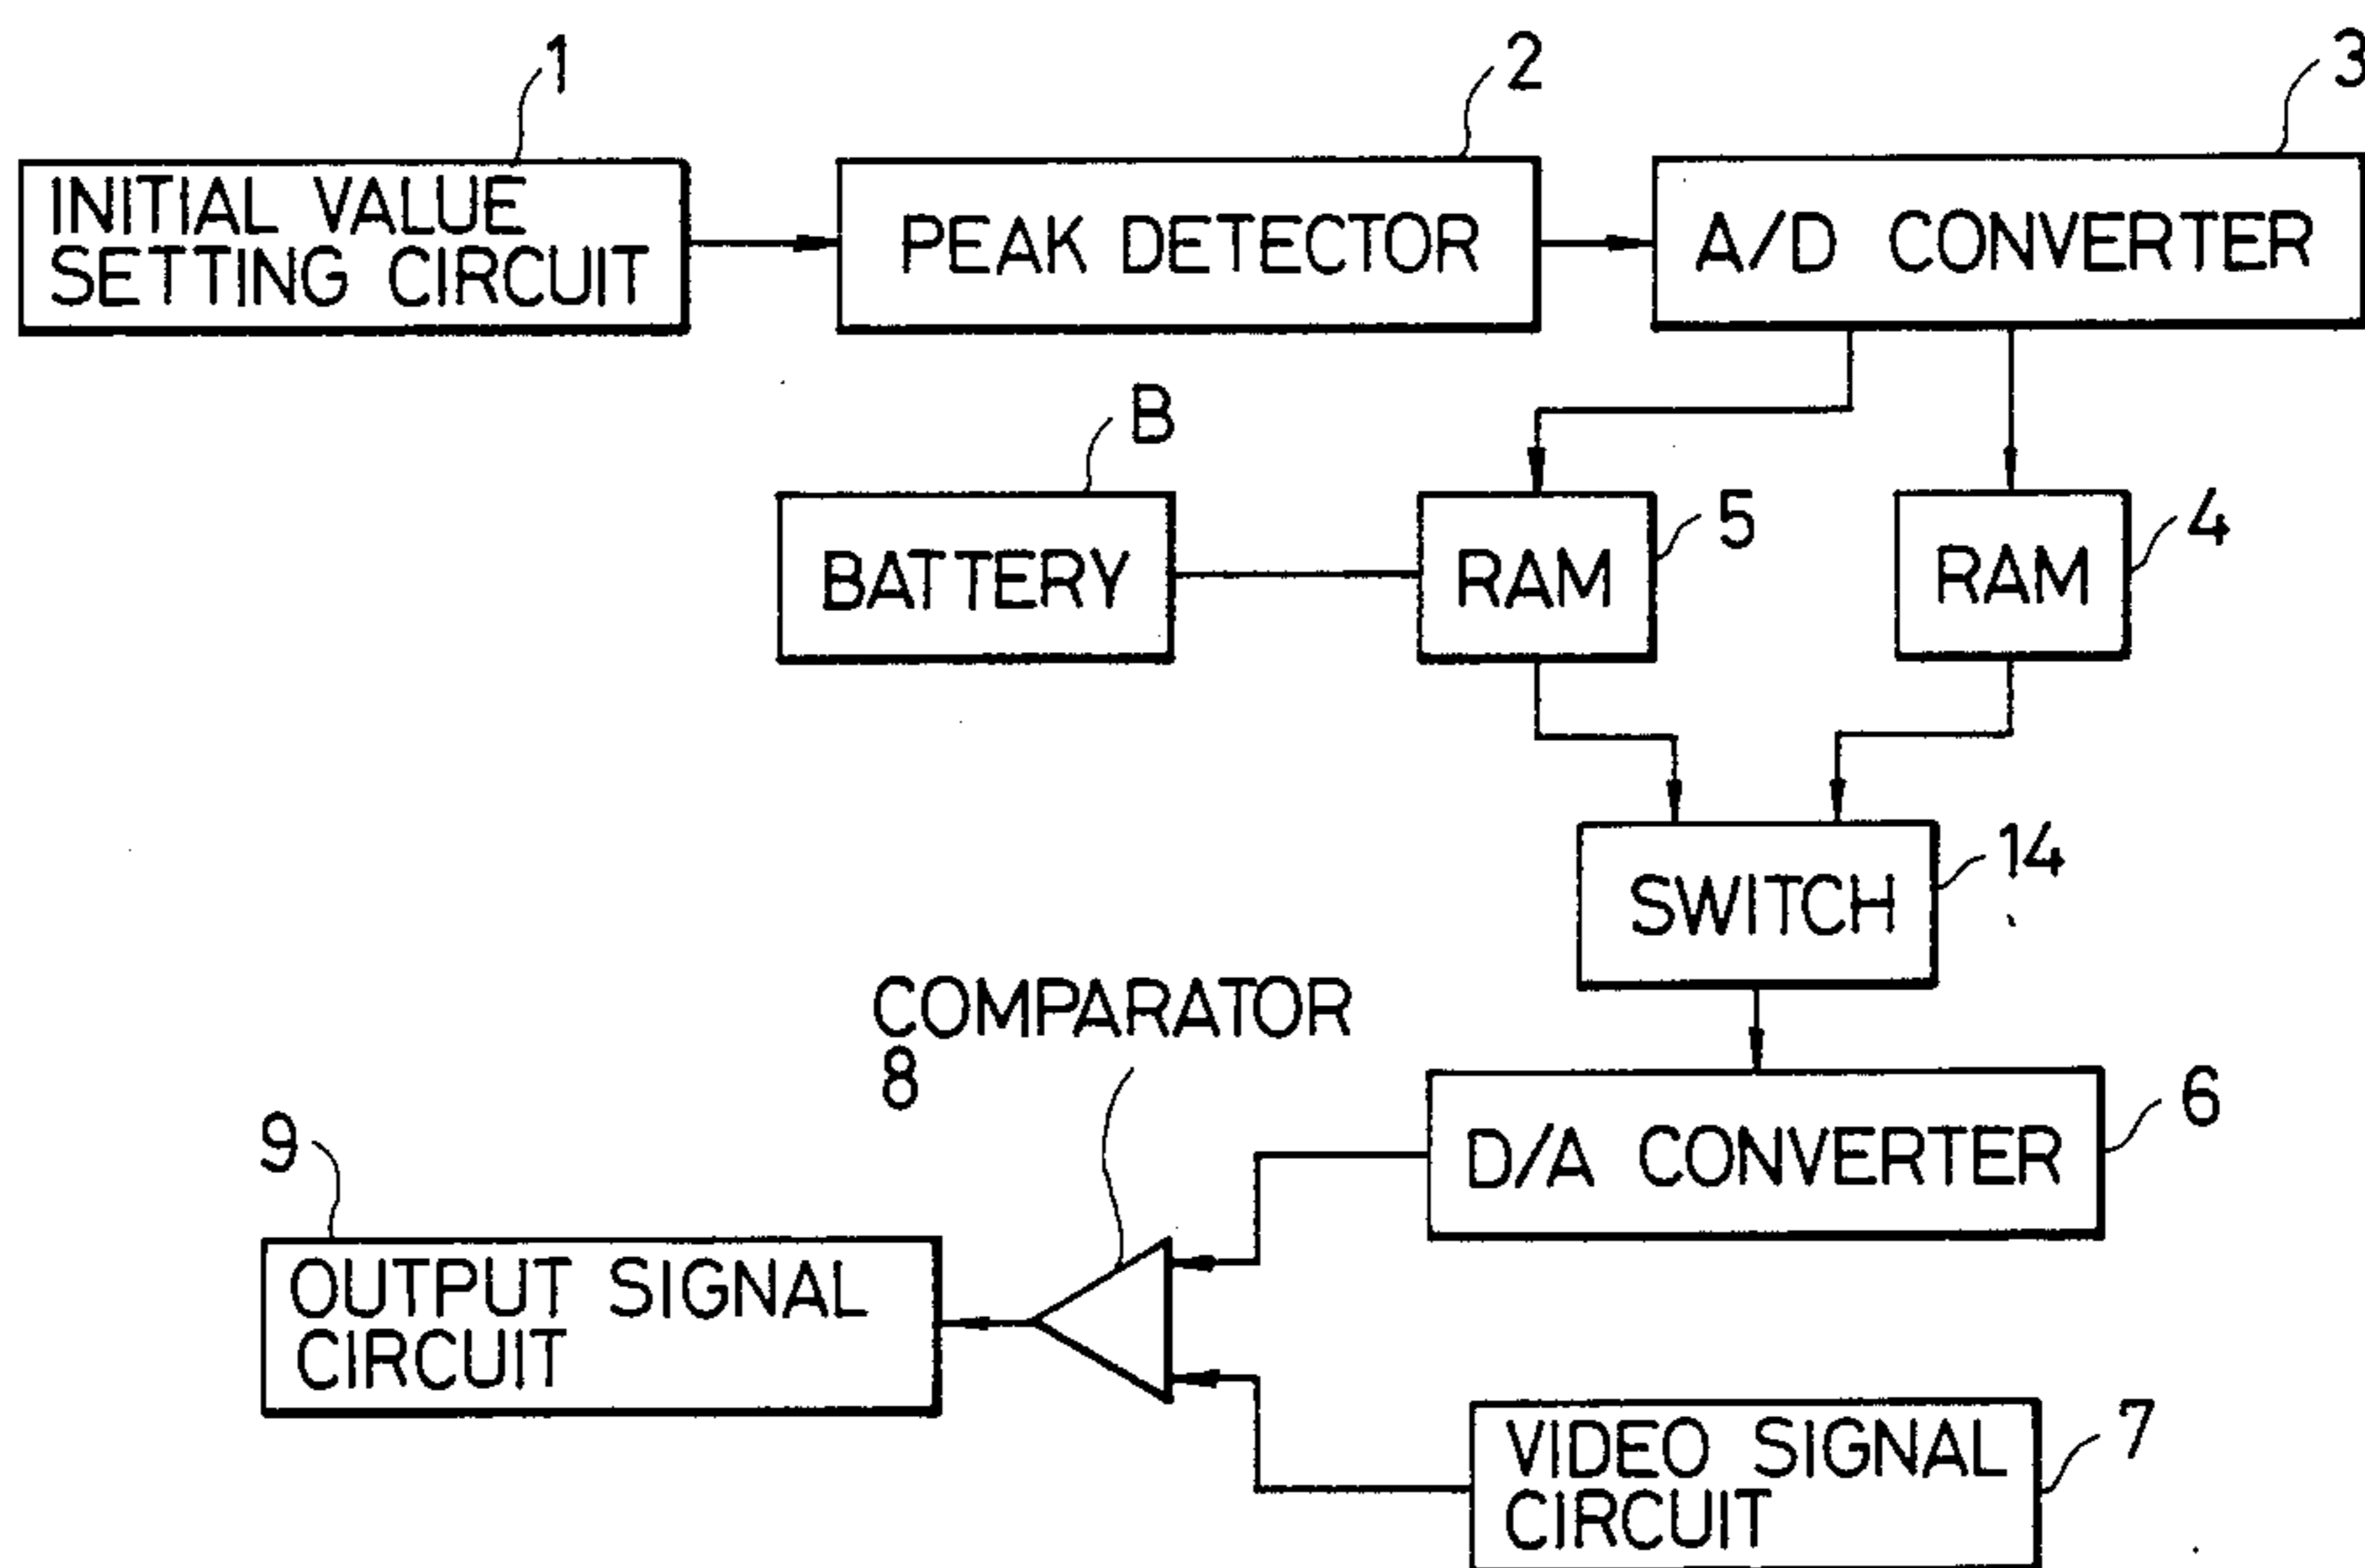 1
2
3
INITIAL VALUE
SETTING CIRCUIT
PEAK DETECTOR
A/D CONVERTER
B
BATTERY
RAM
5
RAM
4
SWITCH
14
COMPARATOR
8
D/A CONVERTER
6
9
OUTPUT SIGNAL
CIRCUIT
VIDEO SIGNAL
CIRCUIT
7